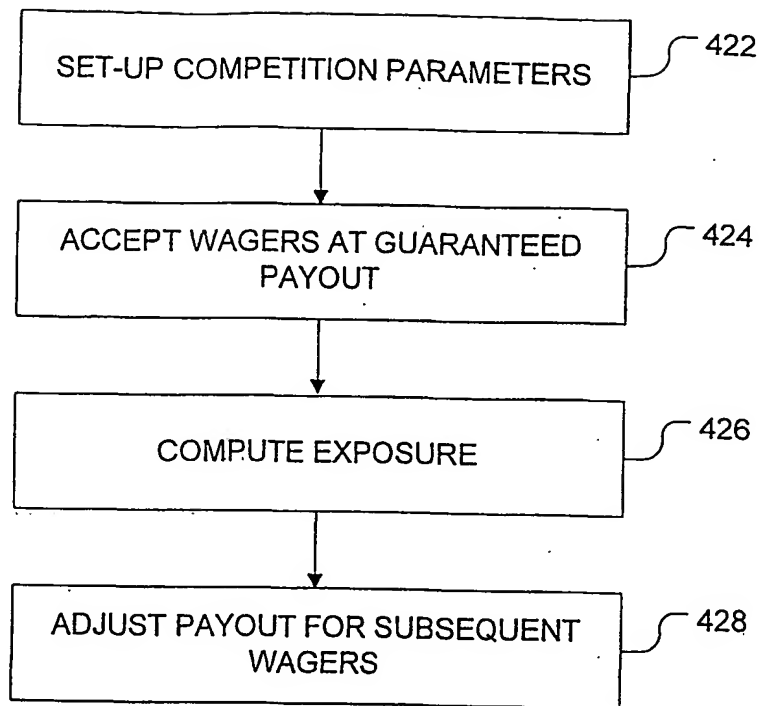 SET-UP COMPETITION PARAMETERS
422
ACCEPT WAGERS AT GUARANTEED
PAYOUT
424
COMPUTE EXPOSURE
426
ADJUST PAYOUT FOR SUBSEQUENT
WAGERS
428